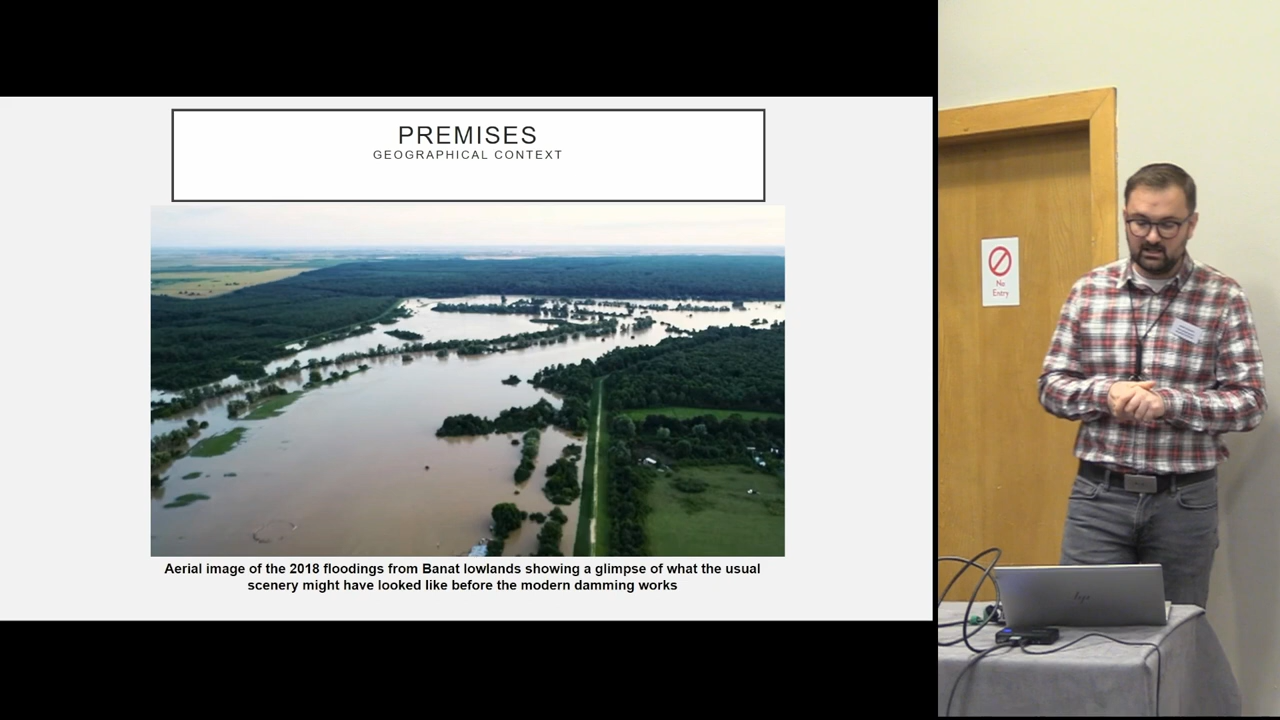 PREMISES
GEOGRAPHICAL CONTEXT
Aerial image of the 2018 floodings from Banat lowlands showing a glimpse of what the usual
scenery might have looked like before the modern damming works
No
Entry
hp